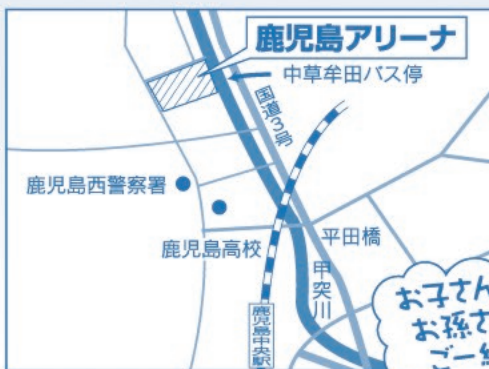 鹿児島アリーナ
中草牟田バス停
国道3号
鹿児島西警察署
鹿児島高校
平田橋
甲突川
鹿児島中央駅
お子さん
お孫さ
ご一緒